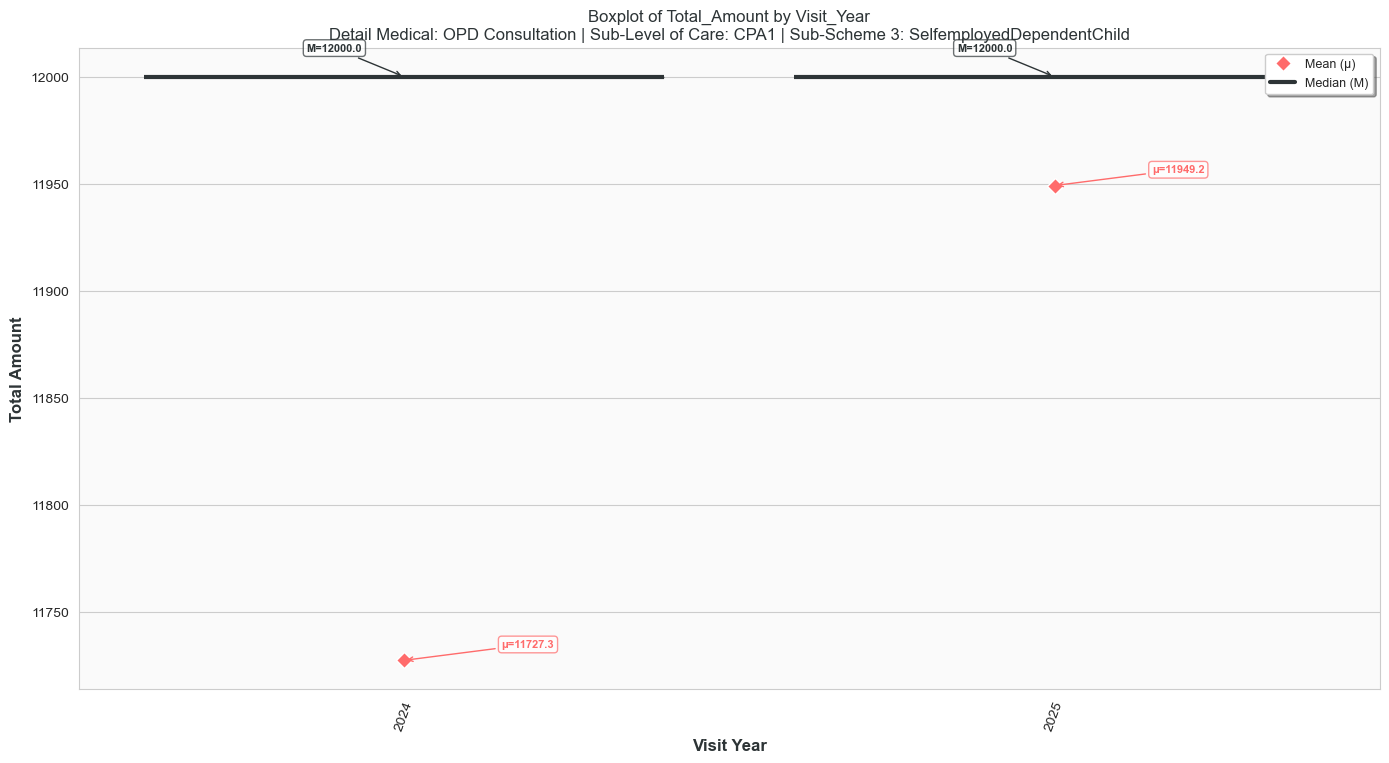 Boxplot of Total_Amount by Visit_Year
Detail Medical: OPD Consultation | Sub-Level of Care: CPA1 | Sub-Scheme 3: SelfemployedDependentChild
M=12000.0
M=12000.0
Mean (μ)
Median (M)
12000
11950
11900
11850
11800
11750
μ=11949.2
μ=11727.3
Total Amount
2024
2025
Visit Year